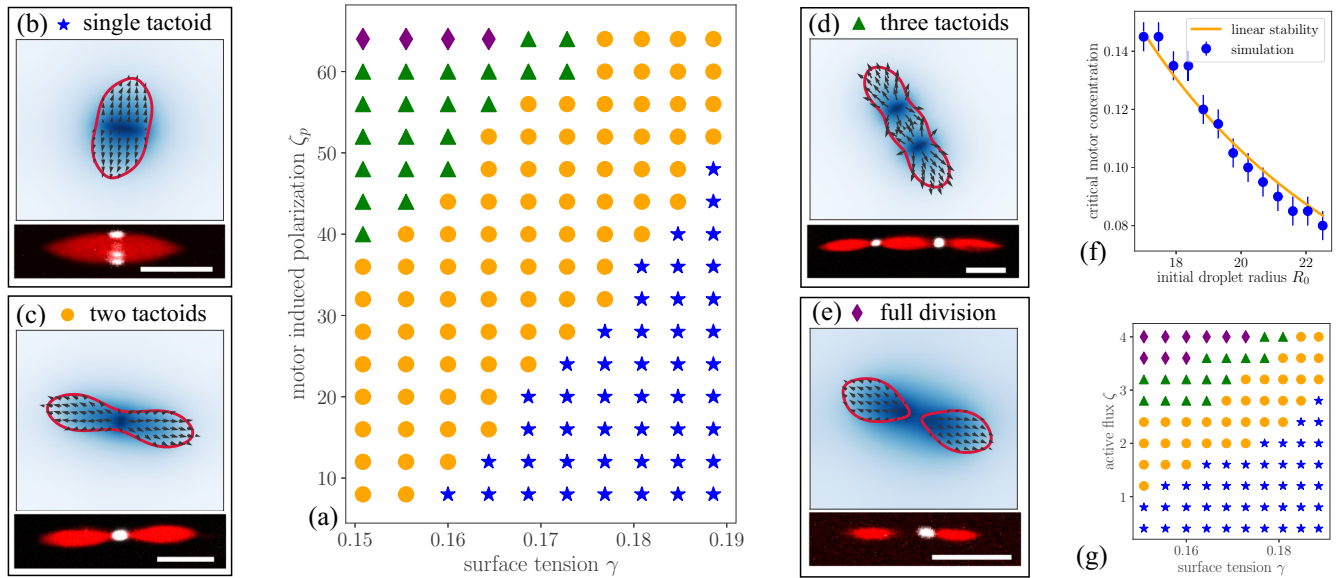 (b) ★ single tactoid
(c) ● two tactoids
motor induced polarization ζp
60
50
40
30
20
10
(a)
0.15 0.16 0.17 0.18 0.19
surface tension γ
(d) ▲ three tactoids
(e) ♦ full division
critical motor concentration
0.14
0.12
0.10
0.08
linear stability
simulation
(f)
18 20 22
initial droplet radius R0
active flux ζ
4
3
2
1
0.16 0.18
surface tension γ
(g)